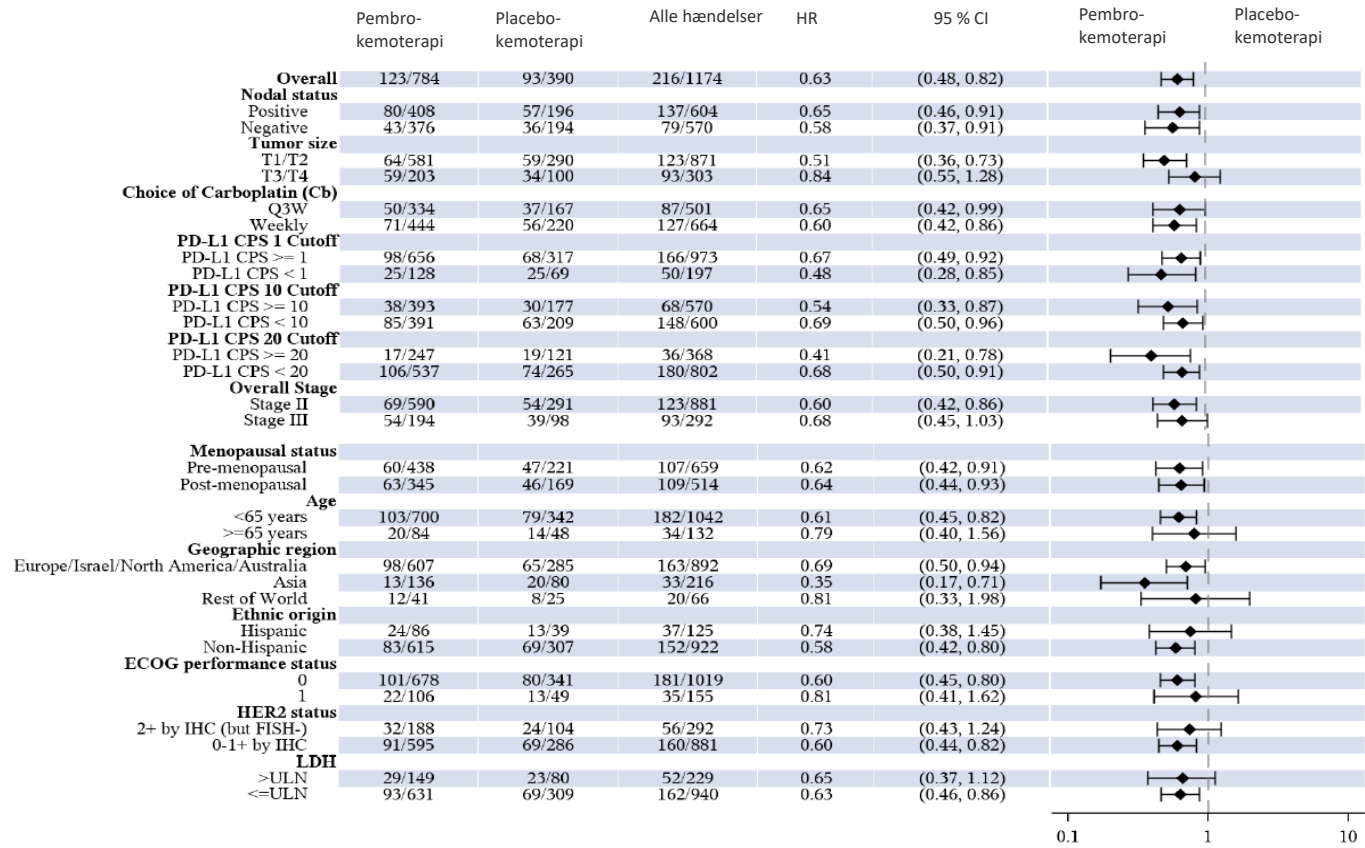 Pembro-kemoterapi Placebo-kemoterapi Alle hændelser HR 95 % CI Pembro-kemoterapi Placebo-kemoterapi
Overall 123/784 93/390 216/1174 0.63 (0.48, 0.82)
Nodal status
Positive 80/408 57/196 137/604 0.65 (0.46, 0.91)
Negative 43/376 36/194 79/570 0.58 (0.37, 0.91)
Tumor size
T1/T2 64/581 59/290 123/871 0.51 (0.36, 0.73)
T3/T4 59/203 34/100 93/303 0.84 (0.55, 1.28)
Choice of Carboplatin (Cb)
Q3W 50/334 37/167 87/501 0.65 (0.42, 0.99)
Weekly 71/444 56/220 127/664 0.60 (0.42, 0.86)
PD-L1 CPS 1 Cutoff
PD-L1 CPS >= 1 98/656 68/317 166/973 0.67 (0.49, 0.92)
PD-L1 CPS < 1 25/128 25/69 50/197 0.48 (0.28, 0.85)
PD-L1 CPS 10 Cutoff
PD-L1 CPS >= 10 38/393 30/177 68/570 0.54 (0.33, 0.87)
PD-L1 CPS < 10 85/391 63/209 148/600 0.69 (0.50, 0.96)
PD-L1 CPS 20 Cutoff
PD-L1 CPS >= 20 17/247 19/121 36/368 0.41 (0.21, 0.78)
PD-L1 CPS < 20 106/537 74/265 180/802 0.68 (0.50, 0.91)
Overall Stage
Stage II 69/590 54/291 123/881 0.60 (0.42, 0.86)
Stage III 54/194 39/98 93/292 0.68 (0.45, 1.03)
Menopausal status
Pre-menopausal 60/438 47/221 107/659 0.62 (0.42, 0.91)
Post-menopausal 63/345 46/169 109/514 0.64 (0.44, 0.93)
Age
<65 years 103/700 79/342 182/1042 0.61 (0.45, 0.82)
>=65 years 20/84 14/48 34/132 0.79 (0.40, 1.56)
Geographic region
Europe/Israel/North America/Australia 98/607 65/285 163/892 0.69 (0.50, 0.94)
Asia 13/136 20/80 33/216 0.35 (0.17, 0.71)
Rest of World 12/41 8/25 20/66 0.81 (0.33, 1.98)
Ethnic origin
Hispanic 24/86 13/39 37/125 0.74 (0.38, 1.45)
Non-Hispanic 83/615 69/307 152/922 0.58 (0.42, 0.80)
ECOG performance status
0 101/678 80/341 181/1019 0.60 (0.45, 0.80)
1 22/106 13/49 35/155 0.81 (0.41, 1.62)
HER2 status
2+ by IHC (but FISH-) 32/188 24/104 56/292 0.73 (0.43, 1.24)
0-1+ by IHC 91/595 69/286 160/881 0.60 (0.44, 0.82)
LDH
>ULN 29/149 23/80 52/229 0.65 (0.37, 1.12)
<=ULN 93/631 69/309 162/940 0.63 (0.46, 0.86)
0.1 1 10